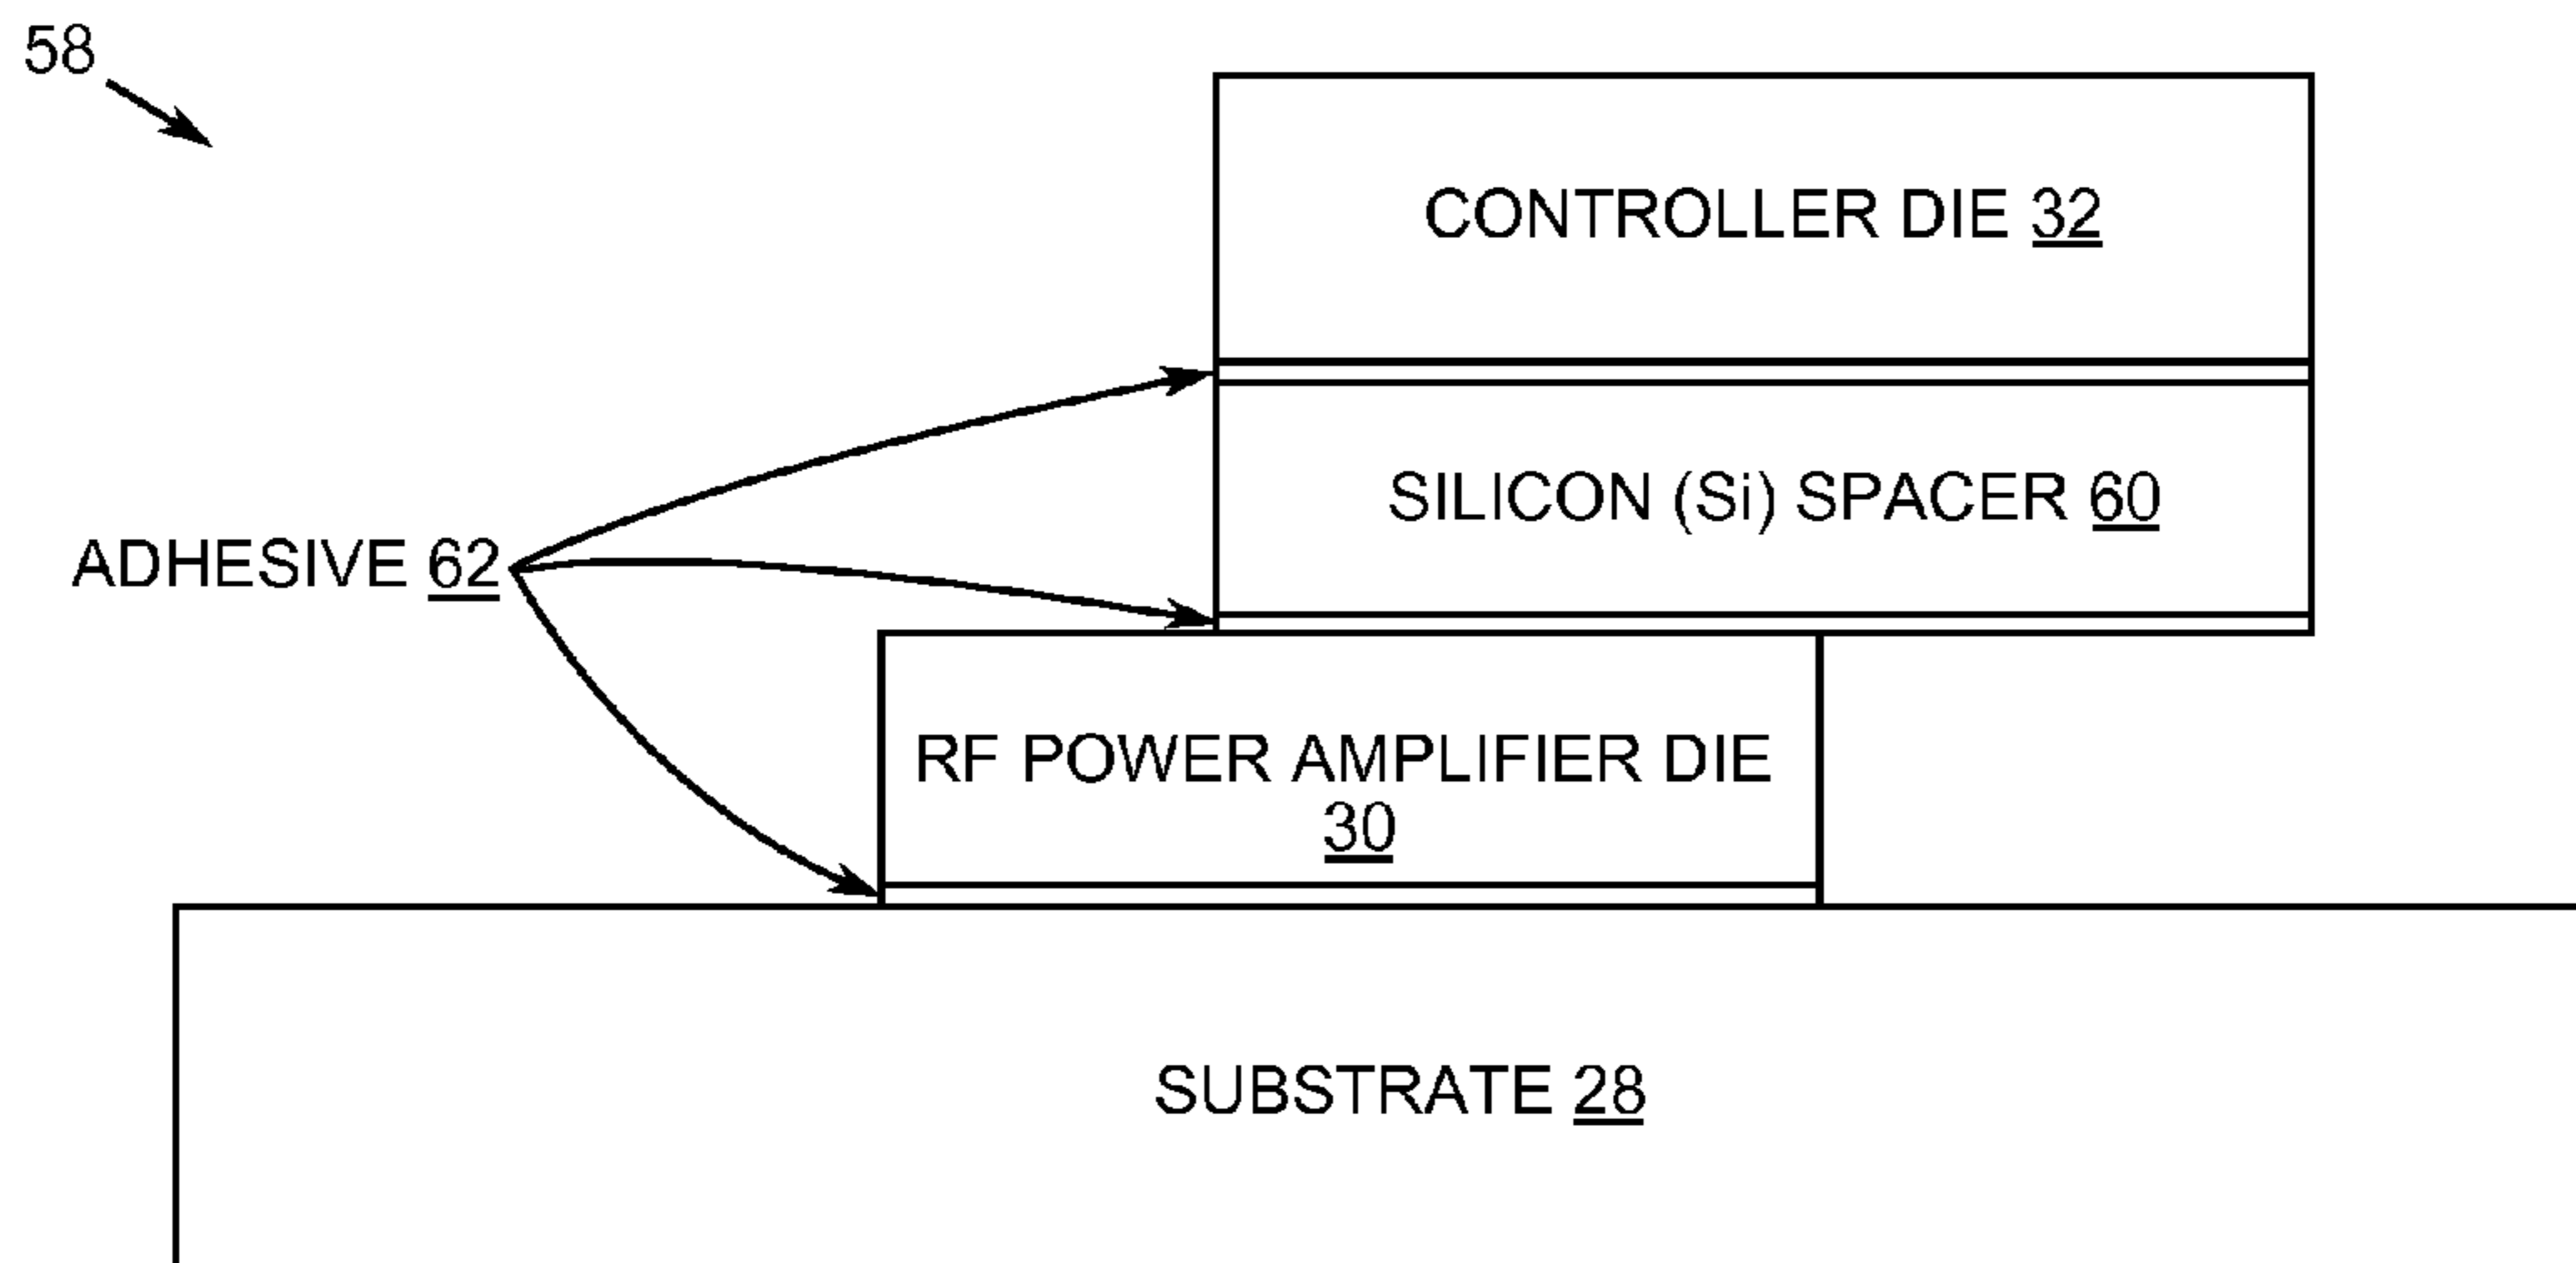 58
CONTROLLER DIE 32
SILICON (Si) SPACER 60
ADHESIVE 62
RF POWER AMPLIFIER DIE
30
SUBSTRATE 28